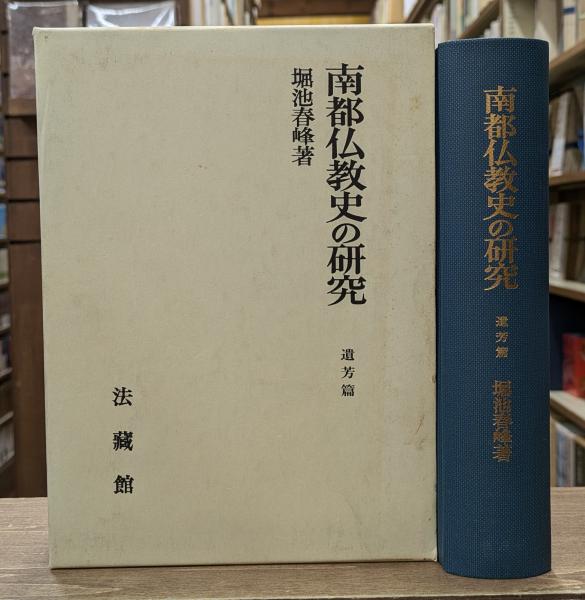 南都仏教史の研究
遺芳篇
堀池春峰著
法藏館
南都仏教史の研究
遺芳篇
堀池春峰著